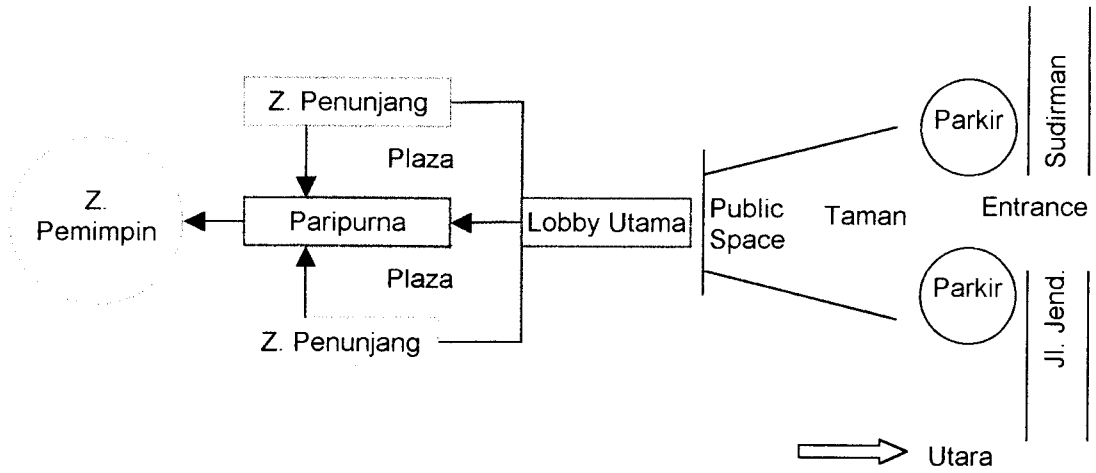 Z. Penunjang
Plaza
Z.
Pemimpin
Paripurna
Lobby Utama
Public
Space
Taman
Entrance
Parkir
Sudirman
Plaza
Z. Penunjang
Parkir
Jl. Jend.
Utara